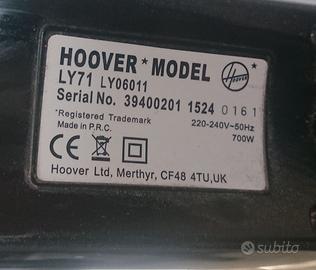 HOOVER * MODEL
HOOVER
LY71 LY06011
Serial No. 39400201 1524 0161
*Registered Trademark
220-240V~50Hz
Made in P.R.C.
700W
CE
Hoover Ltd, Merthyr, CF48 4TU,UK
subito